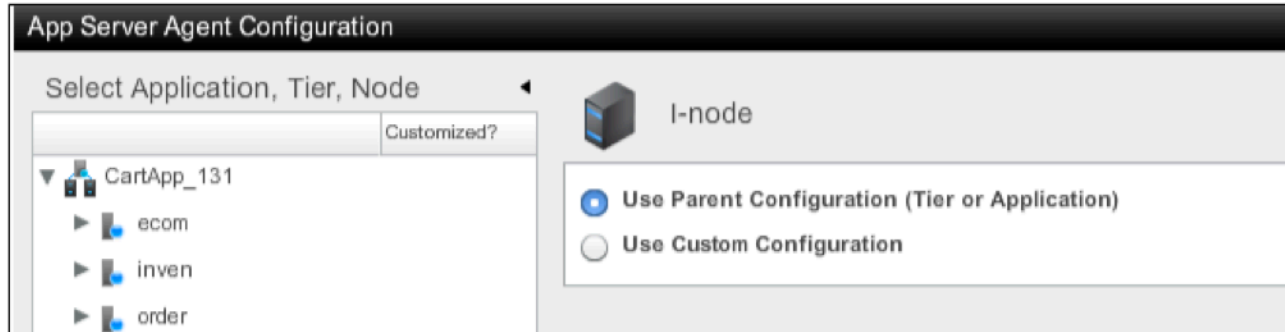 App Server Agent Configuration
Select Application, Tier, Node
Customized?
CartApp_131
ecom
inven
order
I-node
Use Parent Configuration (Tier or Application)
Use Custom Configuration